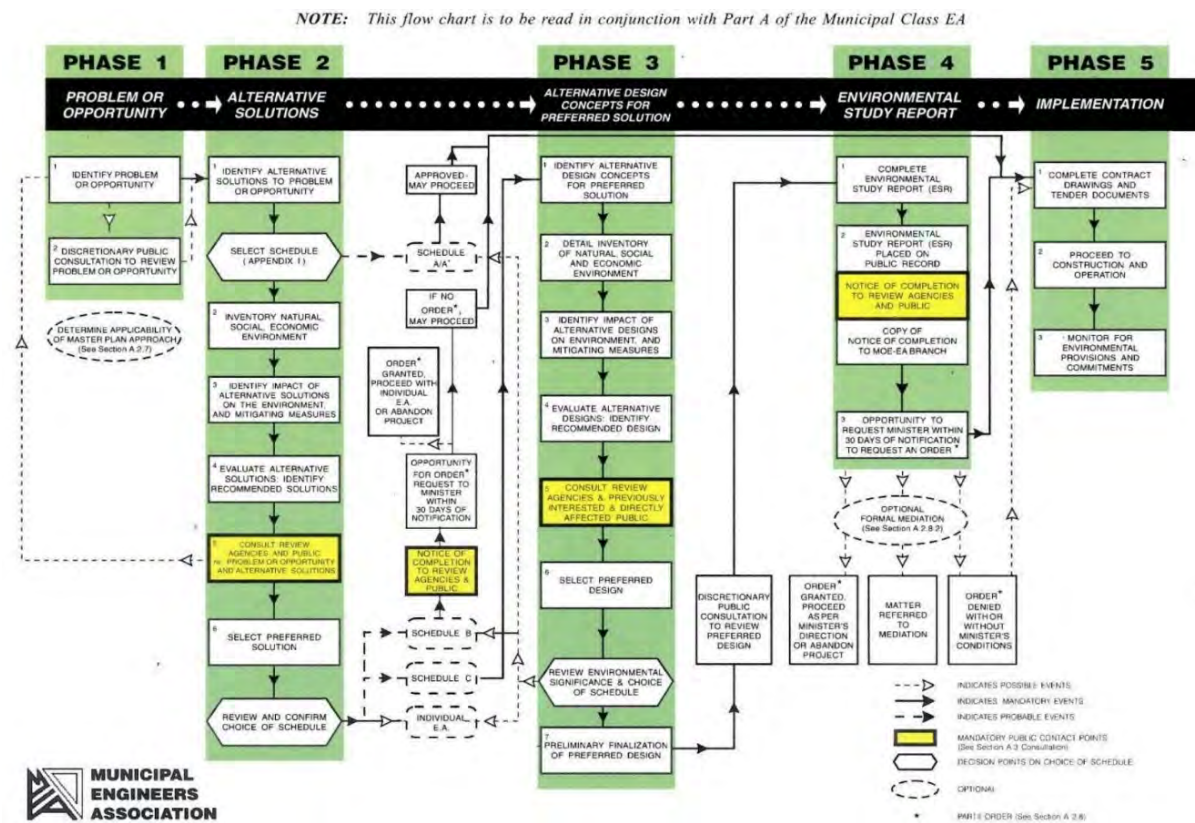 NOTE: This flow chart is to be read in conjunction with Part A of the Municipal Class EA
PHASE 1
PROBLEM OR
OPPORTUNITY
PHASE 2
ALTERNATIVE
SOLUTIONS
PHASE 3
ALTERNATIVE DESIGN
CONCEPTS FOR
PREFERRED SOLUTION
PHASE 4
ENVIRONMENTAL
STUDY REPORT
PHASE 5
IMPLEMENTATION
1
IDENTIFY PROBLEM
OR OPPORTUNITY
2
DISCRETIONARY PUBLIC
CONSULTATION TO REVIEW
PROBLEM OR OPPORTUNITY
DETERMINE APPLICABILITY
OF MASTER PLAN APPROACH
(See Section A.2.7)
1
IDENTIFY ALTERNATIVE
SOLUTIONS TO PROBLEM
OR OPPORTUNITY
SELECT SCHEDULE
(APPENDIX I)
2
INVENTORY NATURAL,
SOCIAL, ECONOMIC
ENVIRONMENT
3
IDENTIFY IMPACT OF
ALTERNATIVE SOLUTIONS
ON THE ENVIRONMENT,
AND MITIGATING MEASURES
4
EVALUATE ALTERNATIVE
SOLUTIONS: IDENTIFY
RECOMMENDED SOLUTIONS
5
CONSULT REVIEW
AGENCIES AND PUBLIC
re: PROBLEM OR OPPORTUNITY
AND ALTERNATIVE SOLUTIONS
6
SELECT PREFERRED
SOLUTION
REVIEW AND CONFIRM
CHOICE OF SCHEDULE
APPROVED-
MAY PROCEED
SCHEDULE
A/A+
IF NO
ORDER*,
MAY PROCEED
ORDER*
GRANTED,
PROCEED WITH
INDIVIDUAL
E.A.
OR ABANDON
PROJECT
OPPORTUNITY
FOR ORDER*
REQUEST TO
MINISTER
WITHIN
30 DAYS OF
NOTIFICATION
NOTICE OF
COMPLETION
TO REVIEW
AGENCIES &
PUBLIC
SCHEDULE B
SCHEDULE C
INDIVIDUAL
E.A.
1
IDENTIFY ALTERNATIVE
DESIGN CONCEPTS
FOR PREFERRED
SOLUTION
2
DETAIL INVENTORY
OF NATURAL, SOCIAL
AND ECONOMIC
ENVIRONMENT
3
IDENTIFY IMPACT OF
ALTERNATIVE DESIGNS
ON ENVIRONMENT, AND
MITIGATING MEASURES
4
EVALUATE ALTERNATIVE
DESIGNS: IDENTIFY
RECOMMENDED DESIGN
5
CONSULT REVIEW
AGENCIES & PREVIOUSLY
INTERESTED & DIRECTLY
AFFECTED PUBLIC
6
SELECT PREFERRED
DESIGN
REVIEW ENVIRONMENTAL
SIGNIFICANCE & CHOICE
OF SCHEDULE
7
PRELIMINARY FINALIZATION
OF PREFERRED DESIGN
DISCRETIONARY
PUBLIC
CONSULTATION
TO REVIEW
PREFERRED
DESIGN
1
COMPLETE
ENVIRONMENTAL
STUDY REPORT (ESR)
2
ENVIRONMENTAL
STUDY REPORT (ESR)
PLACED ON
PUBLIC RECORD
NOTICE OF COMPLETION
TO REVIEW AGENCIES
AND PUBLIC
COPY OF
NOTICE OF COMPLETION
TO MOE-EA BRANCH
3
OPPORTUNITY TO
REQUEST MINISTER WITHIN
30 DAYS OF NOTIFICATION
TO REQUEST AN ORDER*
OPTIONAL
FORMAL MEDIATION
(See Section A.2.8.2)
ORDER*
GRANTED,
PROCEED AS PER
MINISTER'S
DIRECTION
OR ABANDON
PROJECT
MATTER
REFERRED
TO
MEDIATION
ORDER*
DENIED WITH OR
WITHOUT
MINISTER'S
CONDITIONS
1
COMPLETE CONTRACT
DRAWINGS AND
TENDER DOCUMENTS
2
PROCEED TO
CONSTRUCTION AND
OPERATION
3
MONITOR FOR
ENVIRONMENTAL
PROVISIONS AND
COMMITMENTS
INDICATES POSSIBLE EVENTS
INDICATES MANDATORY EVENTS
INDICATES PROBABLE EVENTS
MANDATORY PUBLIC CONTACT POINTS
(See Section A.3 Consultation)
DECISION POINTS ON CHOICE OF SCHEDULE
OPTIONAL
* PART II ORDER (See Section A.2.8)
MUNICIPAL
ENGINEERS
ASSOCIATION